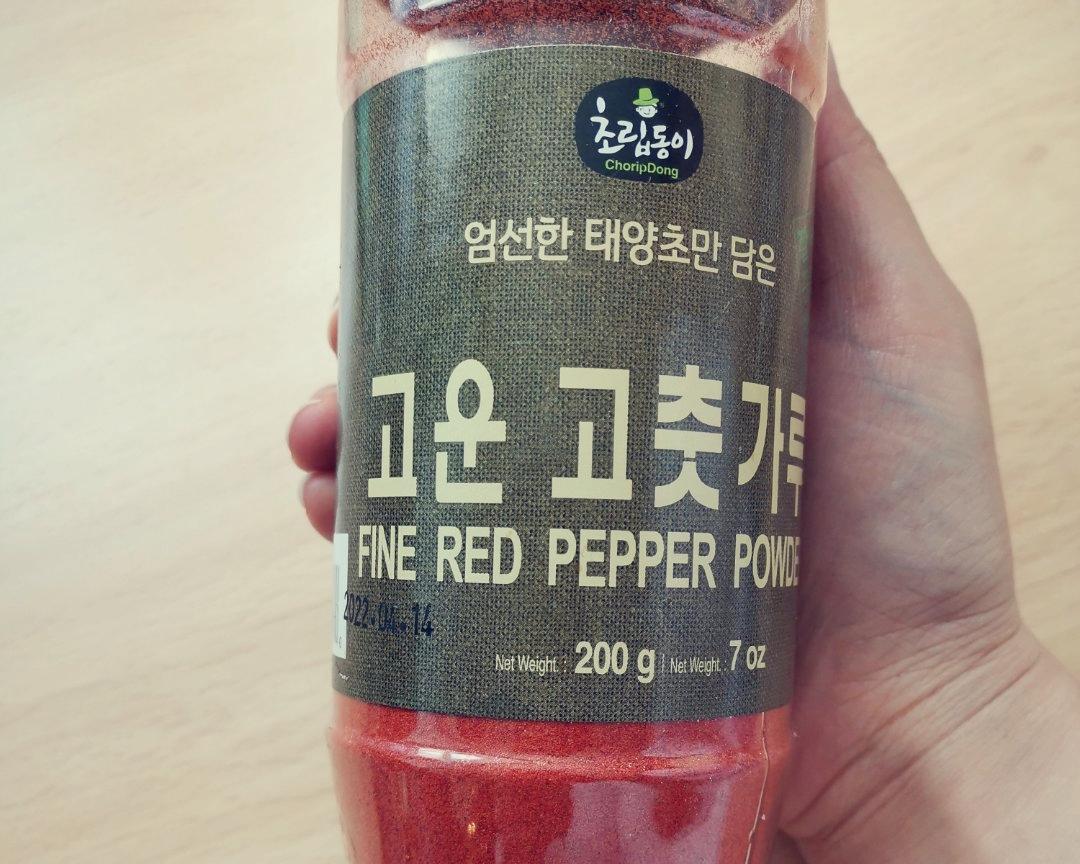 초립동이
ChoripDong
엄선한 태양초만 담은
고운 고춧가루
FINE RED PEPPER POWDE
2022.04.14
Net Weight : 200 g | Net Weight : 7 oz